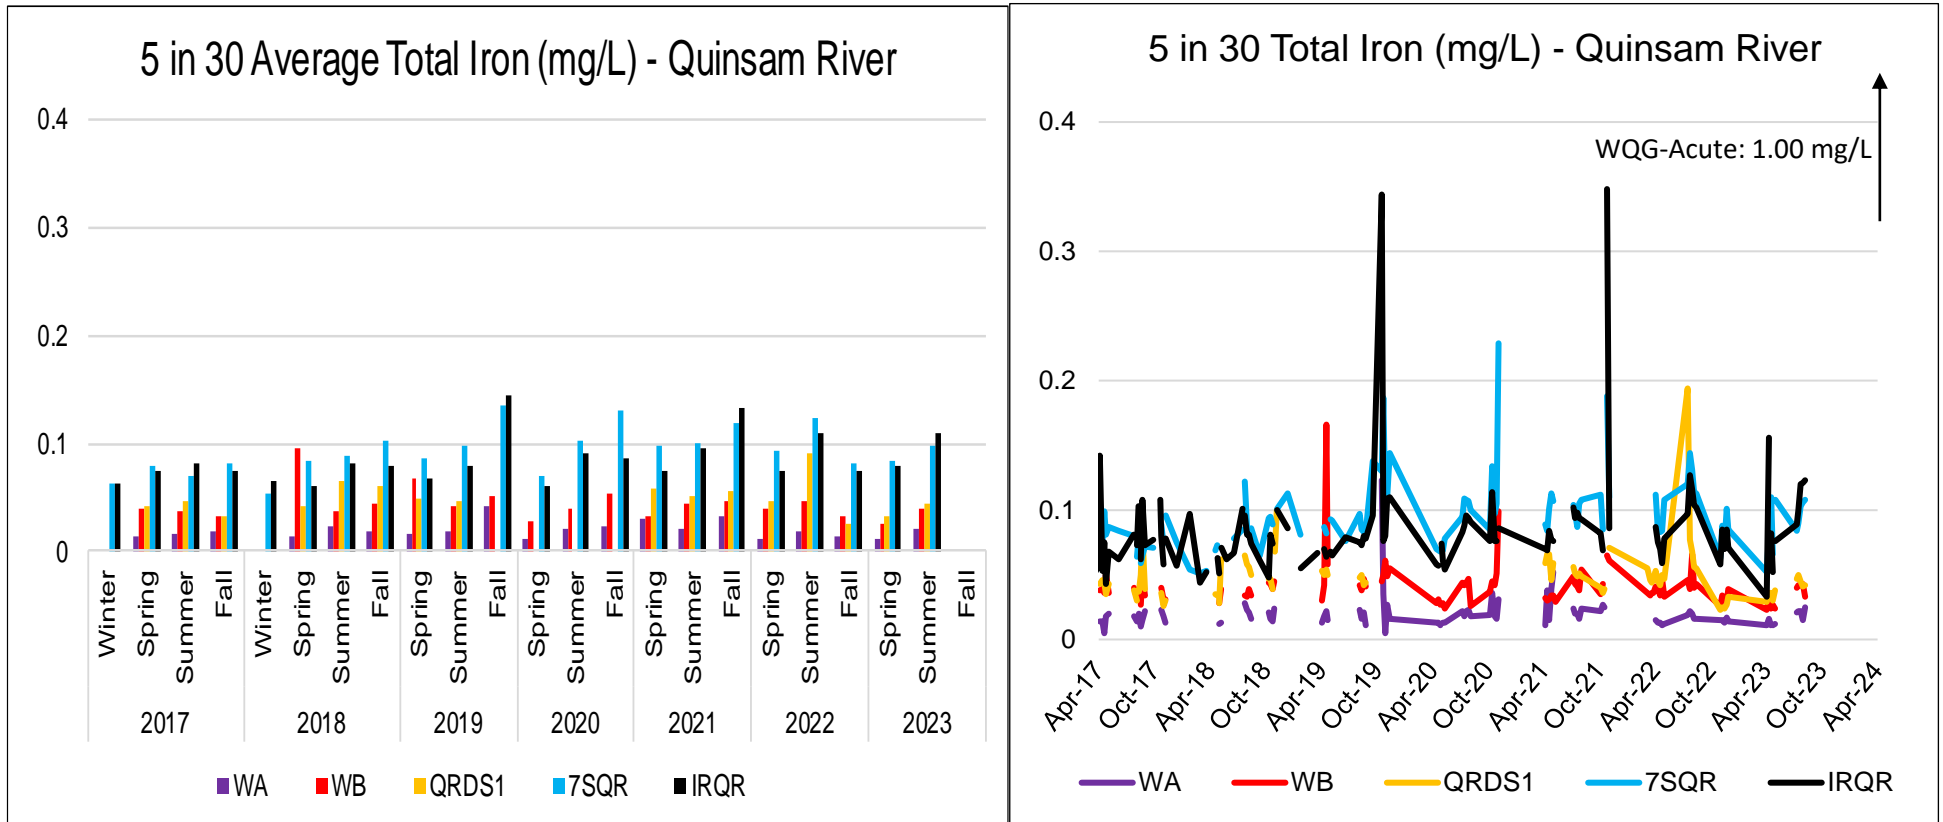 5 in 30 Average Total Iron (mg/L) - Quinsam River
0.4
0.3
0.2
0.1
0
Winter Spring Summer Fall Winter Spring Summer Fall Spring Summer Fall Spring Summer Fall Spring Summer Fall Spring Summer Fall Spring Summer Fall
2017 2018 2019 2020 2021 2022 2023
WA WB QRDS1 7SQR IRQR
5 in 30 Total Iron (mg/L) - Quinsam River
WQG-Acute: 1.00 mg/L
0.4
0.3
0.2
0.1
0
Apr-17 Oct-17 Apr-18 Oct-18 Apr-19 Oct-19 Apr-20 Oct-20 Apr-21 Oct-21 Apr-22 Oct-22 Apr-23 Oct-23 Apr-24
WA WB QRDS1 7SQR IRQR